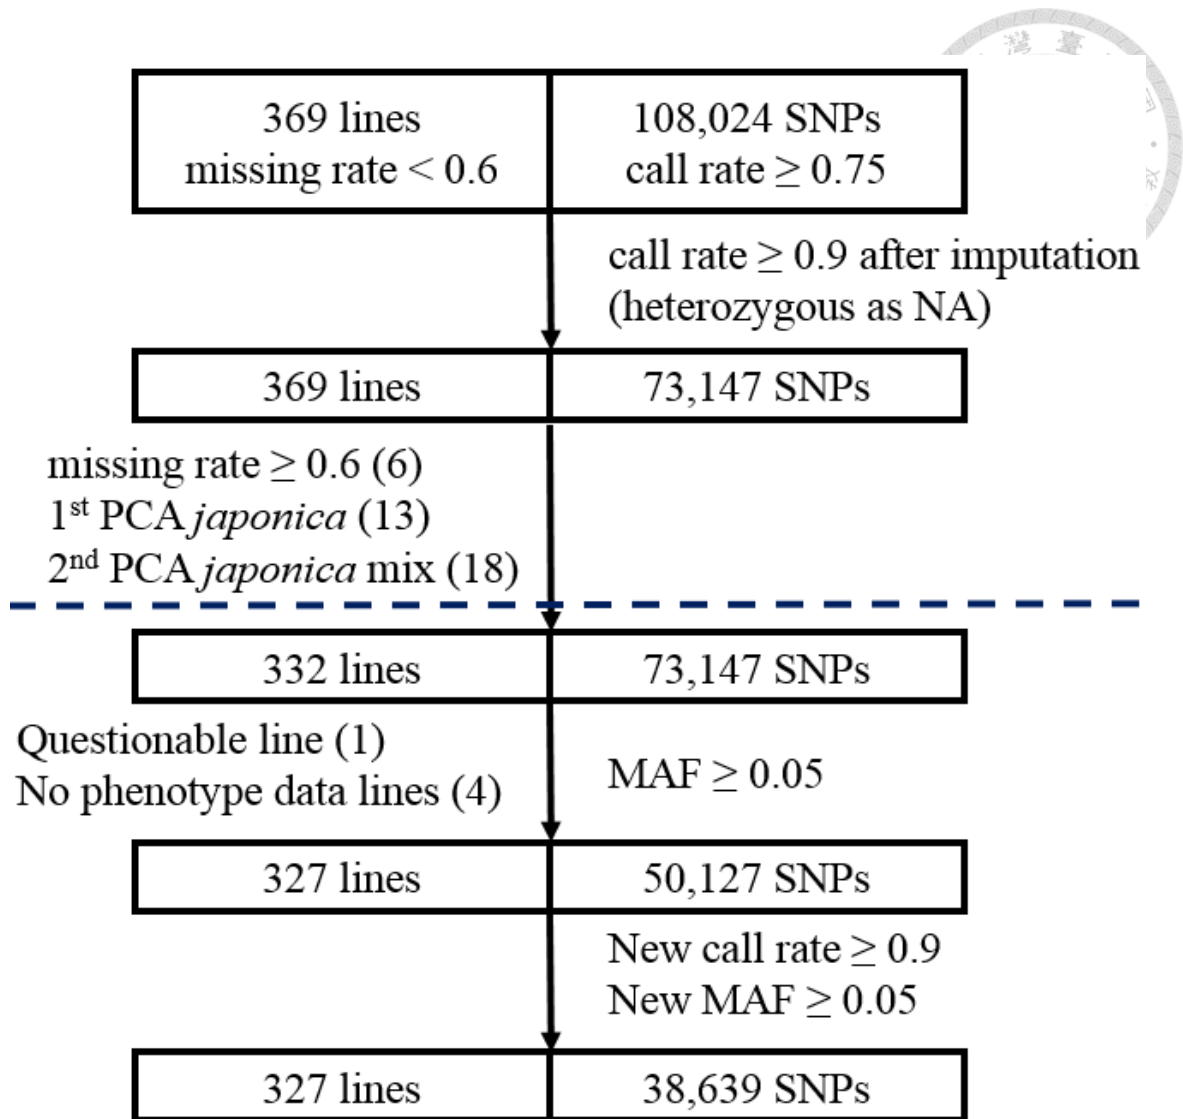 灣 臺
369 lines
missing rate < 0.6
108,024 SNPs
call rate ≥ 0.75
call rate ≥ 0.9 after imputation
(heterozygous as NA)
369 lines
73,147 SNPs
missing rate ≥ 0.6 (6)
1st PCA japonica (13)
2nd PCA japonica mix (18)
332 lines
73,147 SNPs
Questionable line (1)
No phenotype data lines (4)
MAF ≥ 0.05
327 lines
50,127 SNPs
New call rate ≥ 0.9
New MAF ≥ 0.05
327 lines
38,639 SNPs